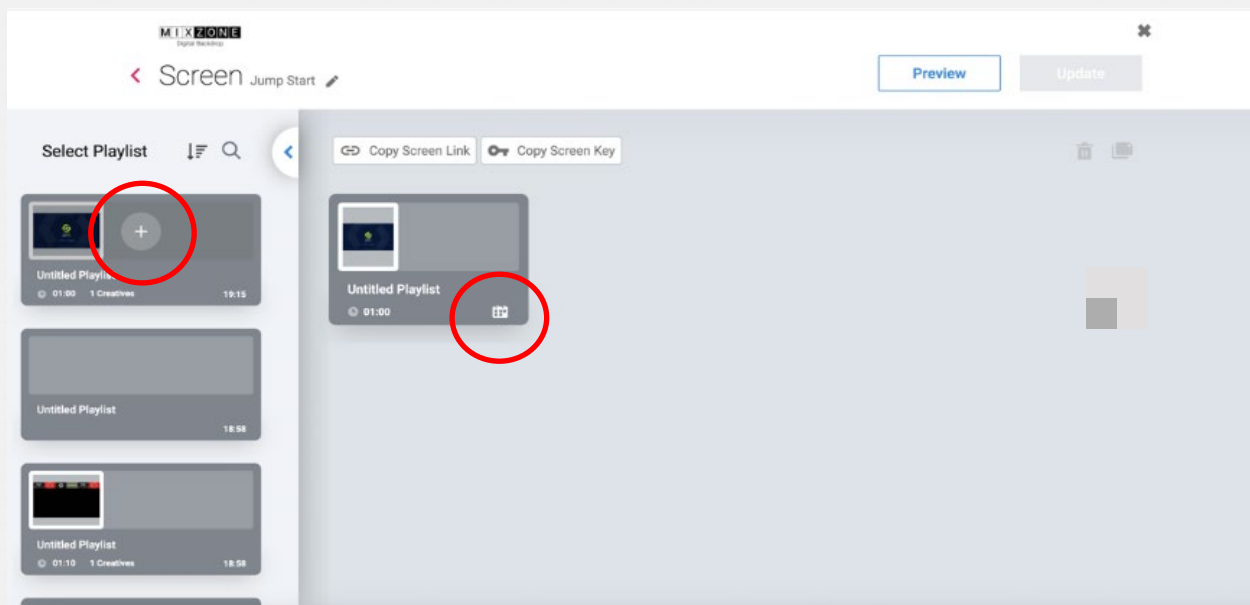 MIXZONE
Digital Backdrop
Screen Jump Start
Preview
Update
Select Playlist
Copy Screen Link
Copy Screen Key
Untitled Playlist
01:00 1 Creatives 19:15
Untitled Playlist
18:58
Untitled Playlist
01:10 1 Creatives 18:58
Untitled Playlist
01:00